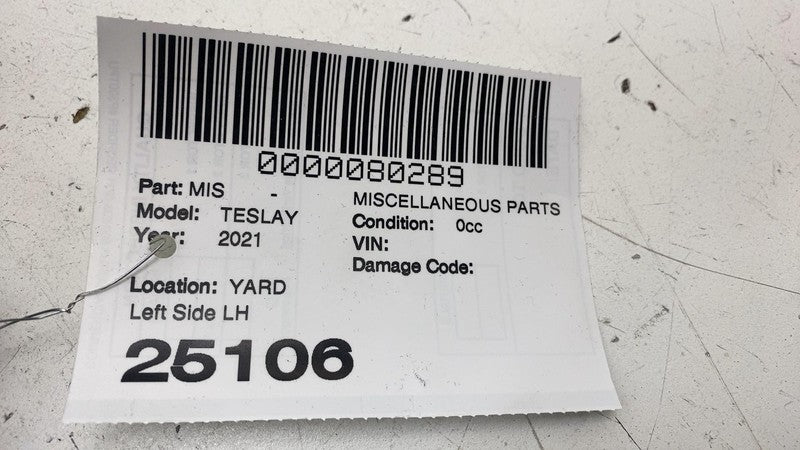 0000080289
Part: MIS - MISCELLANEOUS PARTS
Model: TESLAY Condition: 0cc
Year: 2021 VIN:
Damage Code:
Location: YARD
Left Side LH
25106